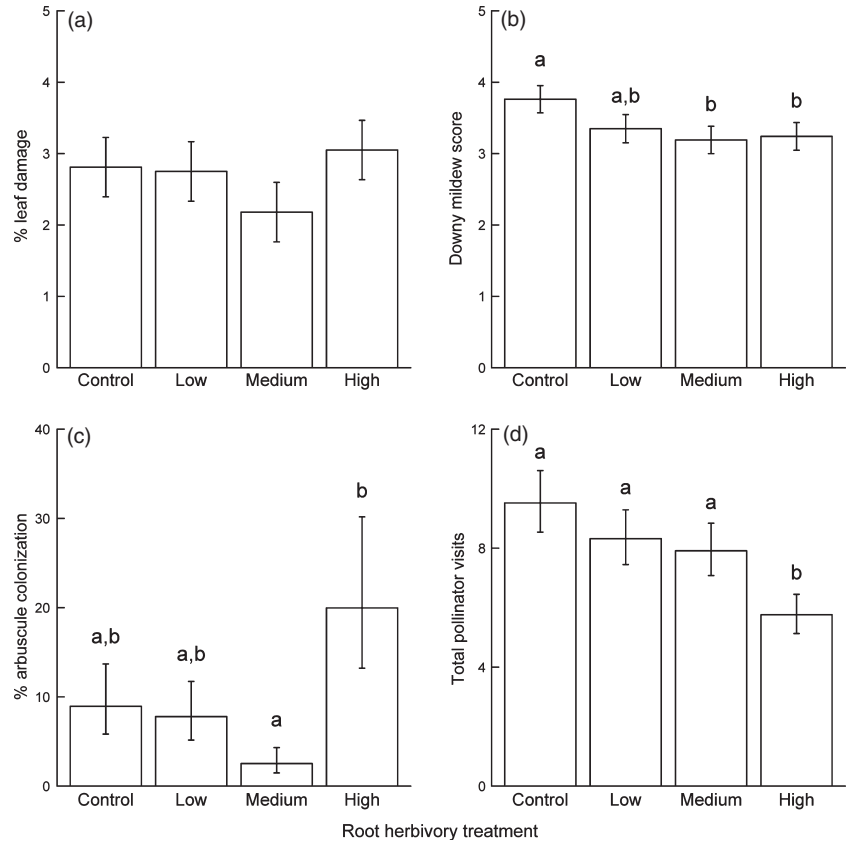 (a)
% leaf damage
5
4
3
2
1
0
Control Low Medium High
(b)
Downy mildew score
5
4
3
2
1
0
a
a,b
b
b
Control Low Medium High
(c)
% arbuscule colonization
40
30
20
10
0
a,b
a,b
a
b
Control Low Medium High
(d)
Total pollinator visits
12
8
4
0
a
a
a
b
Control Low Medium High
Root herbivory treatment